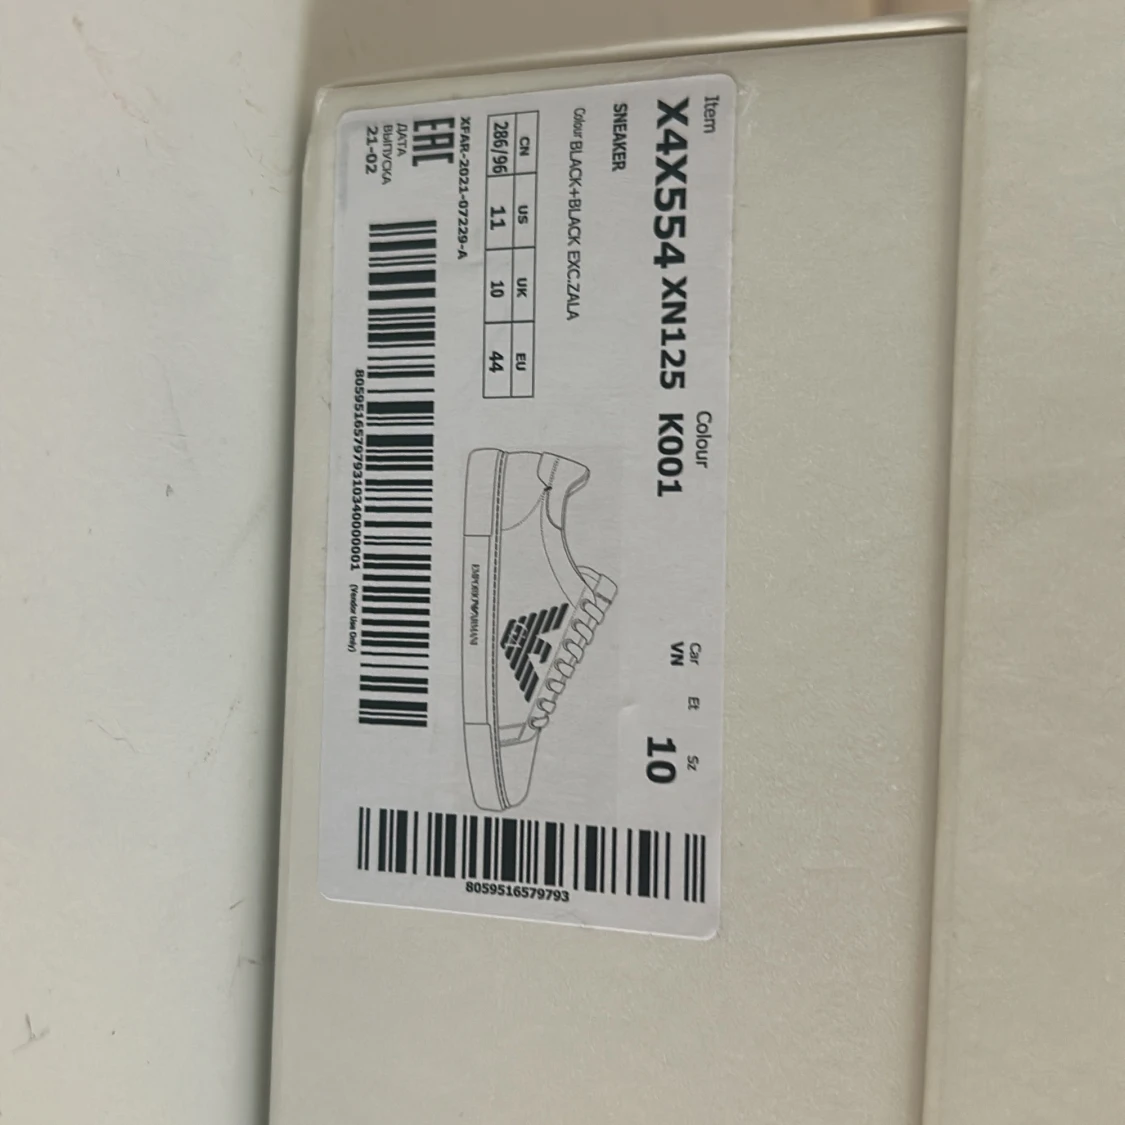 Item Colour Car Et Sz
X4X554 XN125 K001 VN 10
SNEAKER
Colour BLACK+BLACK EXC.ZALA
CN US UK EU
286/96 11 10 44
XFAR-2021-07229-A
EAC
ДАТА
ВЫПУСКА
21-02
EMPORIO ARMANI
8059516579793103400000001 (Vendor Use Only)
8059516579793